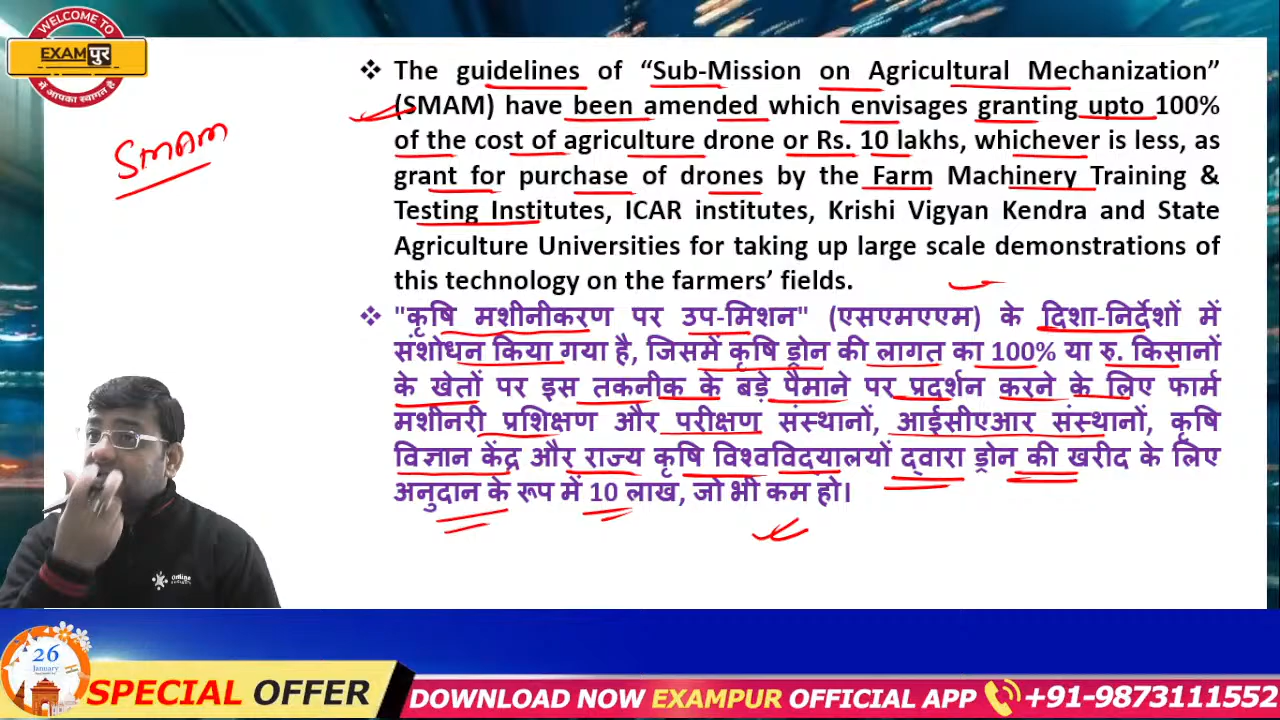 WELCOME TO
EXAMपुर
में आपका स्वागत है
SMAM
❖ The guidelines of “Sub-Mission on Agricultural Mechanization”
(SMAM) have been amended which envisages granting upto 100%
of the cost of agriculture drone or Rs. 10 lakhs, whichever is less, as
grant for purchase of drones by the Farm Machinery Training &
Testing Institutes, ICAR institutes, Krishi Vigyan Kendra and State
Agriculture Universities for taking up large scale demonstrations of
this technology on the farmers’ fields.
❖ "कृषि मशीनीकरण पर उप-मिशन" (एसएमएएम) के दिशा-निर्देशों में
संशोधन किया गया है, जिसमें कृषि ड्रोन की लागत का 100% या रु. किसानों
के खेतों पर इस तकनीक के बड़े पैमाने पर प्रदर्शन करने के लिए फार्म
मशीनरी प्रशिक्षण और परीक्षण संस्थानों, आईसीएआर संस्थानों, कृषि
विज्ञान केंद्र और राज्य कृषि विश्वविद्यालयों द्वारा ड्रोन की खरीद के लिए
अनुदान के रूप में 10 लाख, जो भी कम हो।
26
January
SPECIAL OFFER
DOWNLOAD NOW EXAMPUR OFFICIAL APP
+91-9873111552